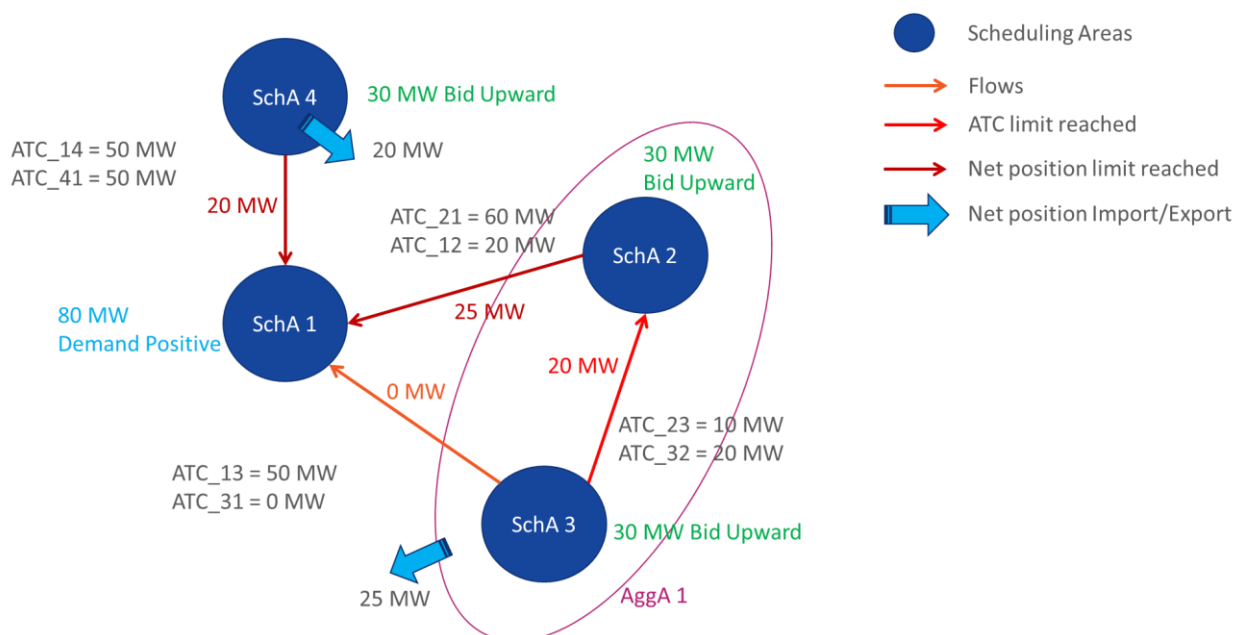 Scheduling Areas
Flows
ATC limit reached
Net position limit reached
Net position Import/Export
SchA 4
30 MW Bid Upward
20 MW
ATC_14 = 50 MW
ATC_41 = 50 MW
20 MW
30 MW
Bid Upward
ATC_21 = 60 MW
ATC_12 = 20 MW
SchA 2
25 MW
80 MW
Demand Positive
SchA 1
0 MW
20 MW
ATC_23 = 10 MW
ATC_32 = 20 MW
ATC_13 = 50 MW
ATC_31 = 0 MW
SchA 3
30 MW Bid Upward
25 MW
AggA 1